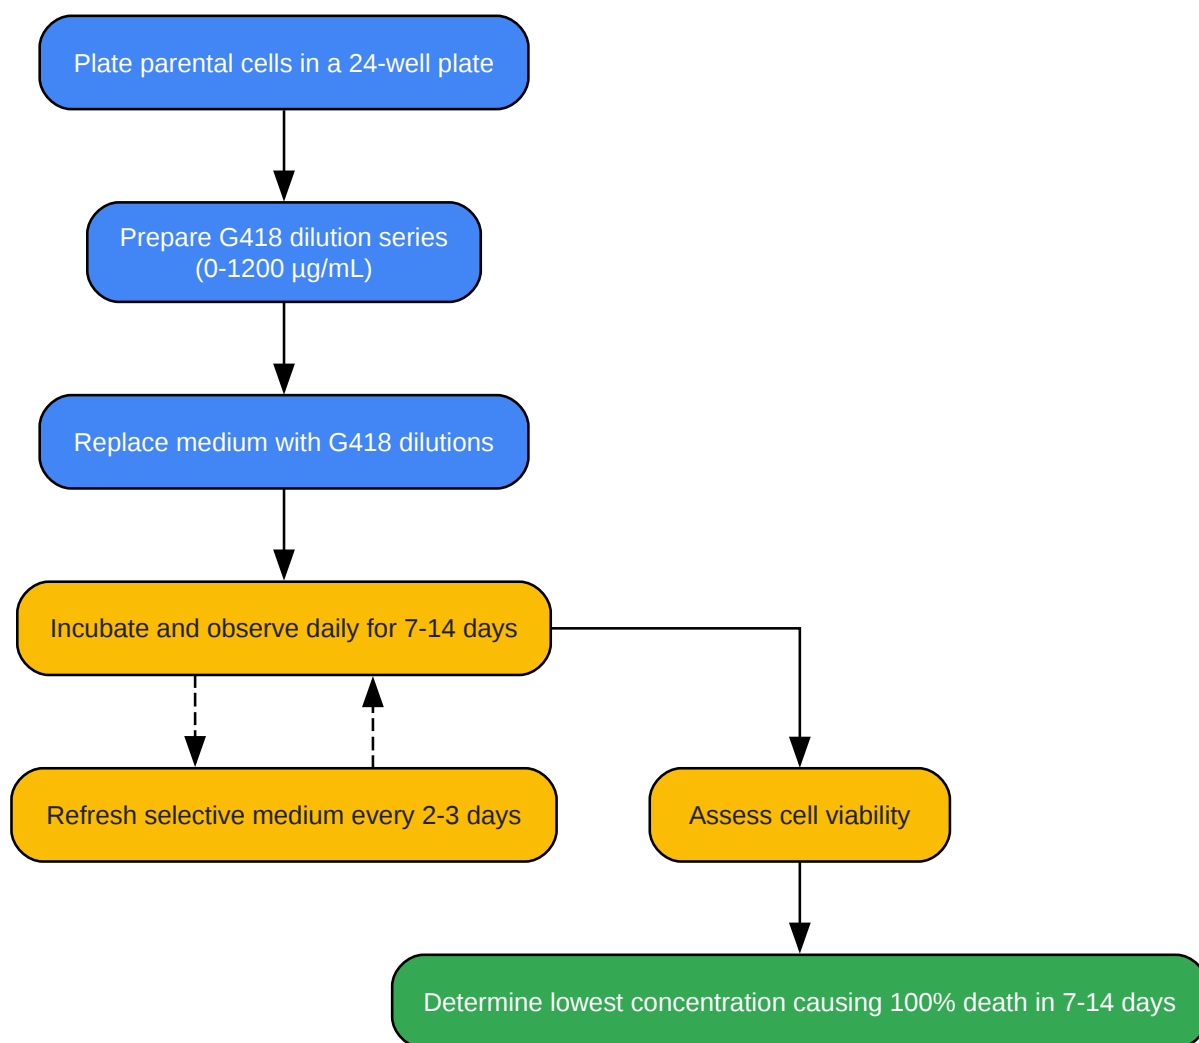 Plate parental cells in a 24-well plate
Prepare G418 dilution series
(0-1200 µg/mL)
Replace medium with G418 dilutions
Incubate and observe daily for 7-14 days
Refresh selective medium every 2-3 days
Assess cell viability
Determine lowest concentration causing 100% death in 7-14 days